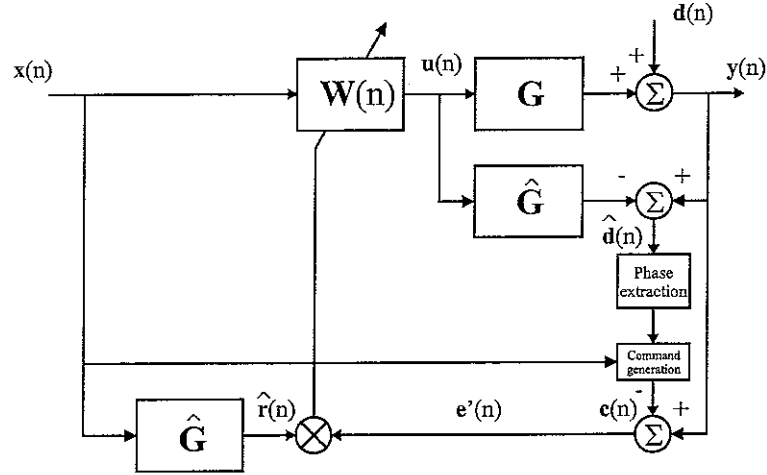 d(n)
x(n)
W(n)
u(n)
G
+
+
Σ
y(n)
Ĝ
-
Σ
+
d̂(n)
Phase
extraction
Command
generation
Ĝ
r̂(n)
e'(n)
c(n)
-
Σ
+